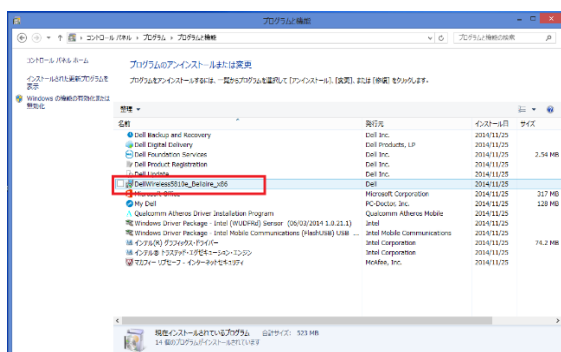 プログラムと機能
コントロール パネル ▸ プログラム ▸ プログラムと機能
プログラムと機能の検索
コントロール パネル ホーム
インストールされた更新プログラムを
表示
Windows の機能の有効化または
無効化
プログラムのアンインストールまたは変更
プログラムをアンインストールするには、一覧からプログラムを選択して [アンインストール]、[変更]、または [修復] をクリックします。
整理
名前 発行元 インストール日 サイズ
Dell Backup and Recovery Dell Inc. 2014/11/25
Dell Digital Delivery Dell Products, LP 2014/11/25
Dell Foundation Services Dell Inc. 2014/11/25 2.54 MB
Dell Product Registration Dell Inc. 2014/11/25
Dell Update Dell Inc. 2014/11/25
DellWireless5810e_Bellaire_x86 Dell 2014/11/25
Microsoft Office Microsoft Corporation 2014/11/25 317 MB
My Dell PC-Doctor, Inc. 2014/11/25 128 MB
Qualcomm Atheros Driver Installation Program Qualcomm Atheros Mobile 2014/11/25
Windows Driver Package - Intel (WUDFRd) Sensor (06/03/2014 1.0.21.1) Intel 2014/11/25
Windows Driver Package - Intel Mobile Communications (FlashUSB) USB ... Intel Mobile Communications 2014/11/25
インテル(R) グラフィックス・ドライバー Intel Corporation 2014/11/25 74.2 MB
インテル® トラステッド・エグゼキューション・エンジン Intel Corporation 2014/11/25
マカフィー リブセーフ - インターネットセキュリティ McAfee, Inc. 2014/11/25
現在インストールされているプログラム 合計サイズ: 523 MB
14 個のプログラムがインストールされています